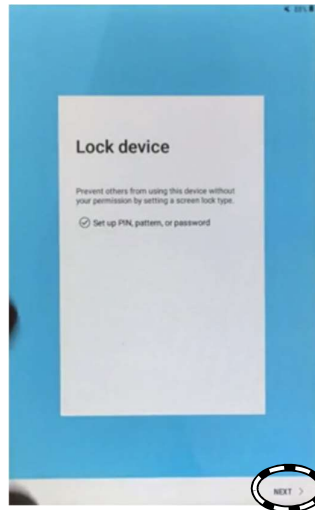 Lock device
Prevent others from using this device without
your permission by setting a screen lock type.
Set up PIN, pattern, or password
NEXT >